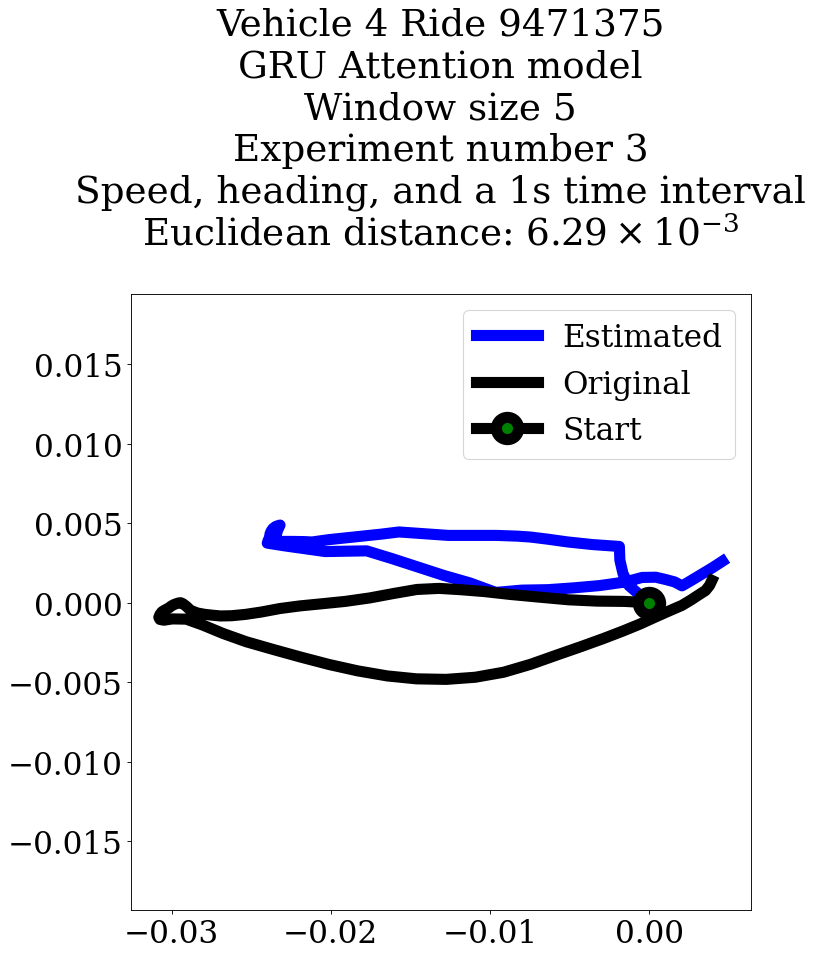 Vehicle 4 Ride 9471375
GRU Attention model
Window size 5
Experiment number 3
Speed, heading, and a 1s time interval
Euclidean distance: 6.29 × 10⁻³
Estimated
Original
Start
0.015
0.010
0.005
0.000
−0.005
−0.010
−0.015
−0.03 −0.02 −0.01 0.00